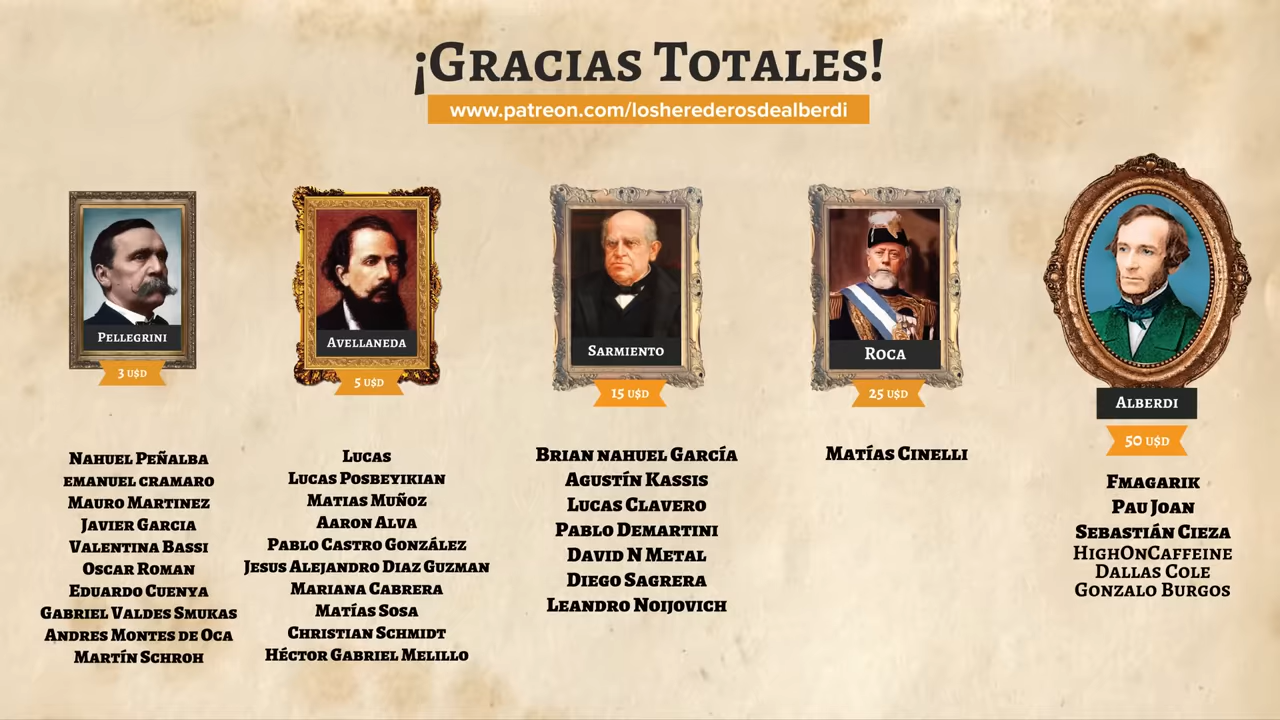 ¡Gracias Totales!
www.patreon.com/losherederosdealberdi
Pellegrini
3 U$D
Nahuel Peñalba
emanuel cramaro
Mauro Martinez
Javier Garcia
Valentina Bassi
Oscar Roman
Eduardo Cuenya
Gabriel Valdes Smukas
Andres Montes de Oca
Martín Schroh
Avellaneda
5 U$D
Lucas
Lucas Posbeyikian
Matias Muñoz
Aaron Alva
Pablo Castro González
Jesus Alejandro Diaz Guzman
Mariana Cabrera
Matías Sosa
Christian Schmidt
Héctor Gabriel Melillo
Sarmiento
15 U$D
Brian nahuel García
Agustín Kassis
Lucas Clavero
Pablo Demartini
David N Metal
Diego Sagrera
Leandro Noijovich
Roca
25 U$D
Matías Cinelli
Alberdi
50 U$D
Fmagarik
Pau Joan
Sebastián Cieza
HighOnCaffeine
Dallas Cole
Gonzalo Burgos